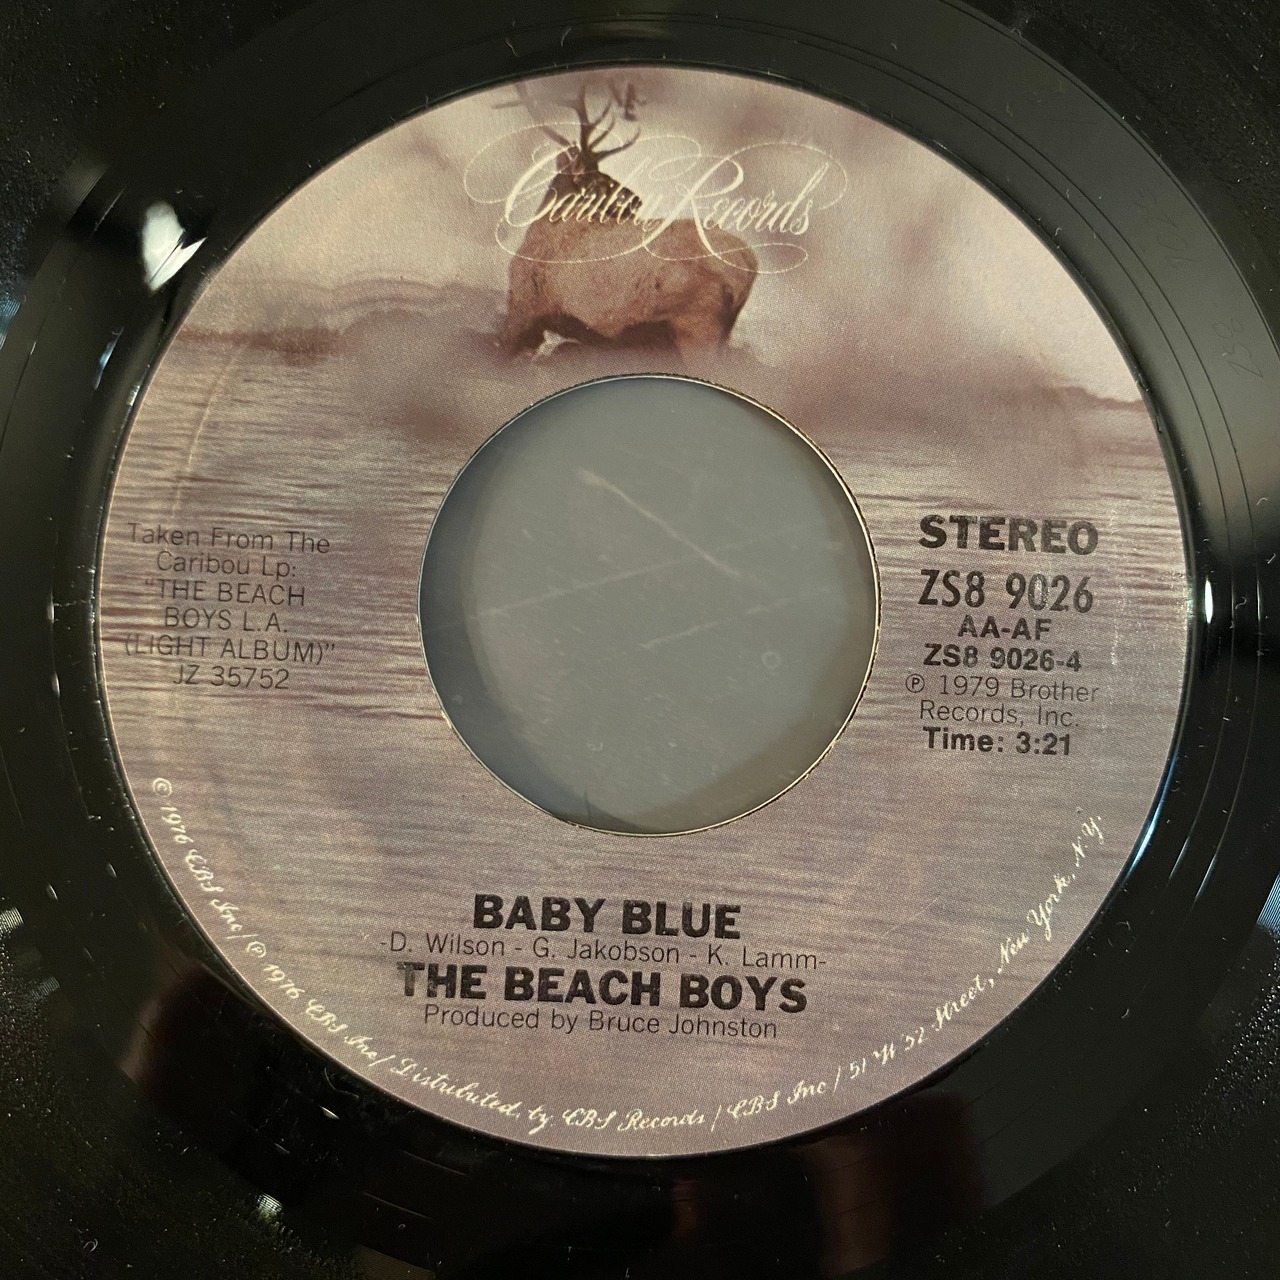 Caribou Records
Taken From The
Caribou Lp:
"THE BEACH
BOYS L.A.
(LIGHT ALBUM)"
JZ 35752
STEREO
ZS8 9026
AA-AF
ZS8 9026-4
℗ 1979 Brother
Records, Inc.
Time: 3:21
BABY BLUE
-D. Wilson - G. Jakobson - K. Lamm-
THE BEACH BOYS
Produced by Bruce Johnston
© 1976 CBS Inc/ ℗ 1976 CBS Inc/ Distributed by CBS Records / CBS Inc / 51 W 52 Street, New York, N.Y.